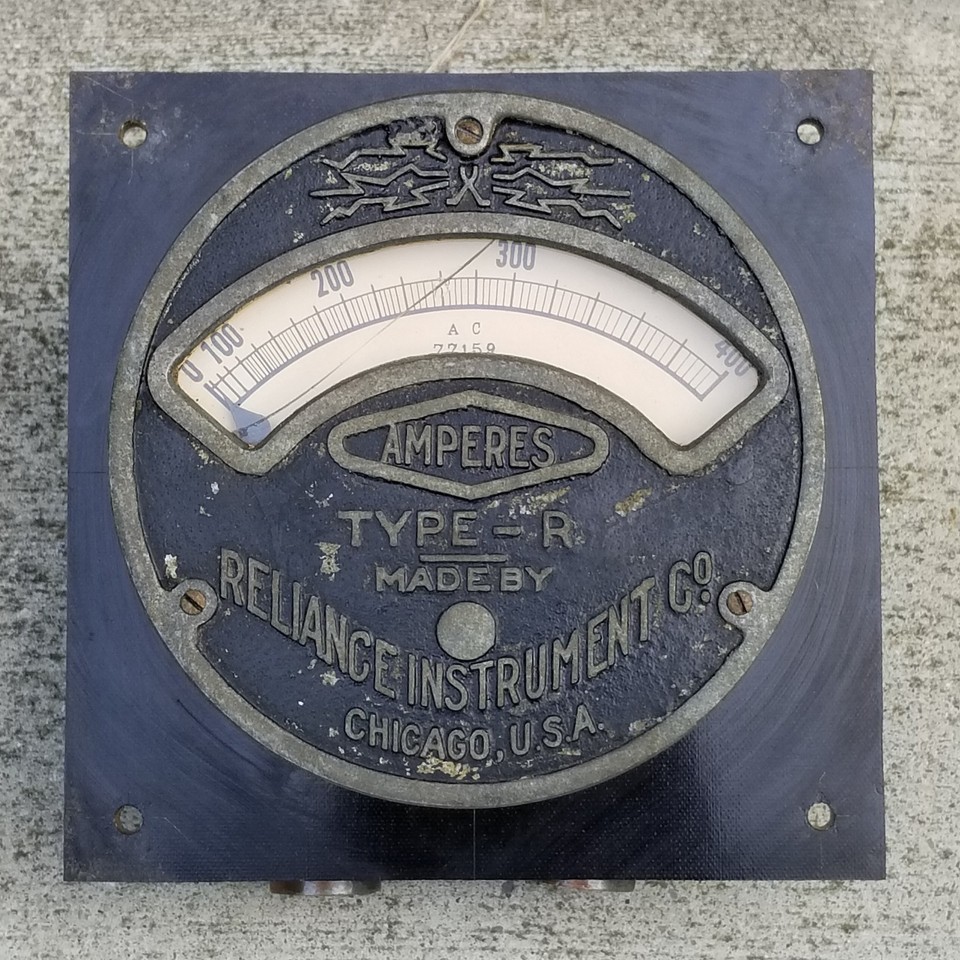 0 100 200 300 400
A C
77159
AMPERES
TYPE - R
MADE BY
RELIANCE INSTRUMENT Cº
CHICAGO, U.S.A.